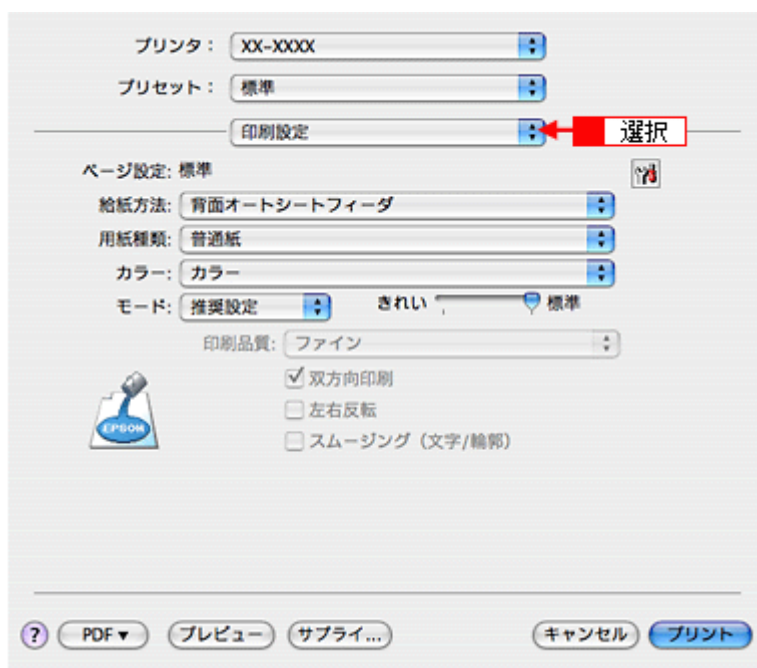 プリンタ： XX-XXXX
プリセット： 標準
印刷設定 選択
ページ設定: 標準
給紙方法: 背面オートシートフィーダ
用紙種類: 普通紙
カラー: カラー
モード: 推奨設定 きれい 標準
印刷品質: ファイン
双方向印刷
左右反転
EPSON
スムージング（文字/輪郭）
? PDF▼ プレビュー サプライ... キャンセル プリント